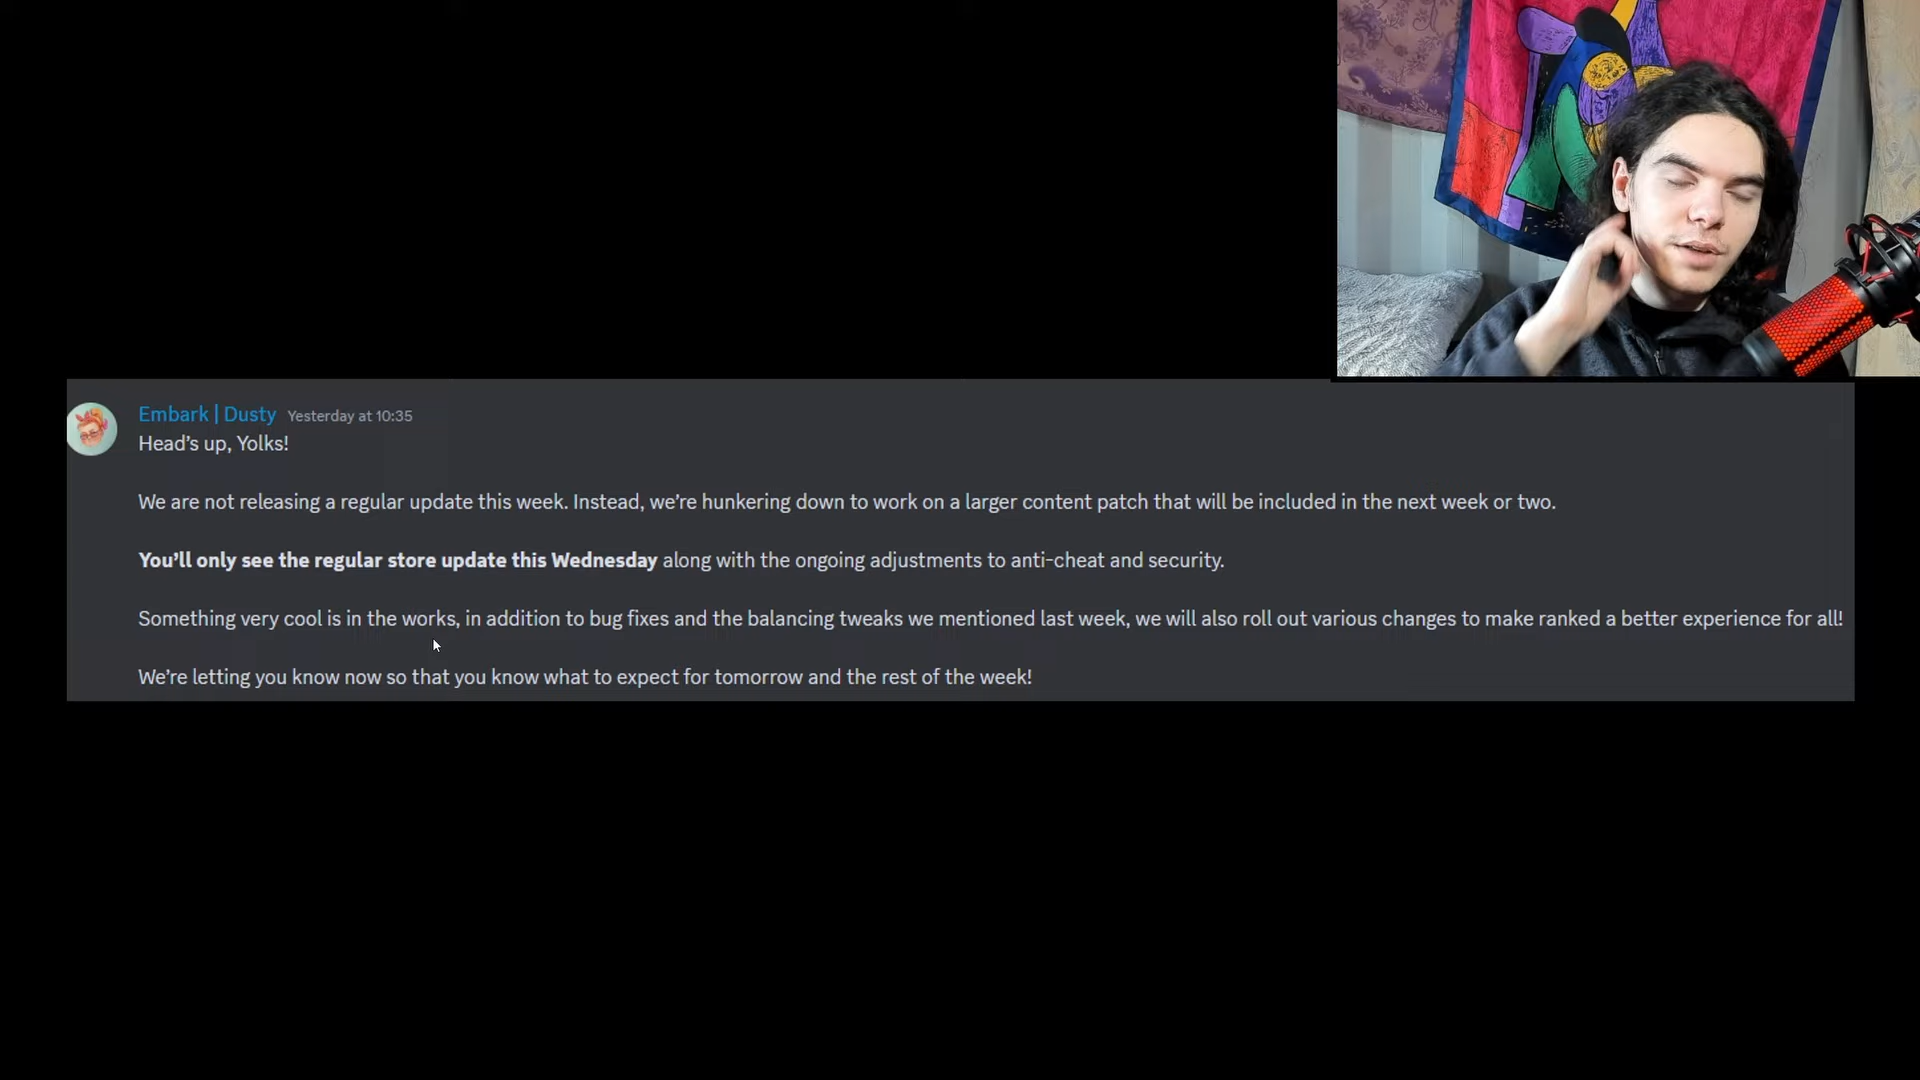 Embark | Dusty Yesterday at 10:35
Head’s up, Yolks!
We are not releasing a regular update this week. Instead, we’re hunkering down to work on a larger content patch that will be included in the next week or two.
You’ll only see the regular store update this Wednesday along with the ongoing adjustments to anti-cheat and security.
Something very cool is in the works, in addition to bug fixes and the balancing tweaks we mentioned last week, we will also roll out various changes to make ranked a better experience for all!
We’re letting you know now so that you know what to expect for tomorrow and the rest of the week!